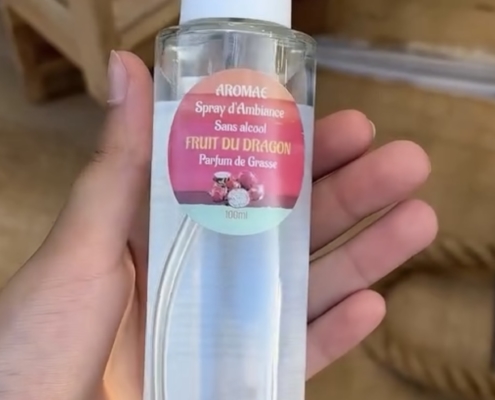 AROMAE
Spray d'Ambiance
Sans alcool
FRUIT DU DRAGON
Parfum de Grasse
100ml